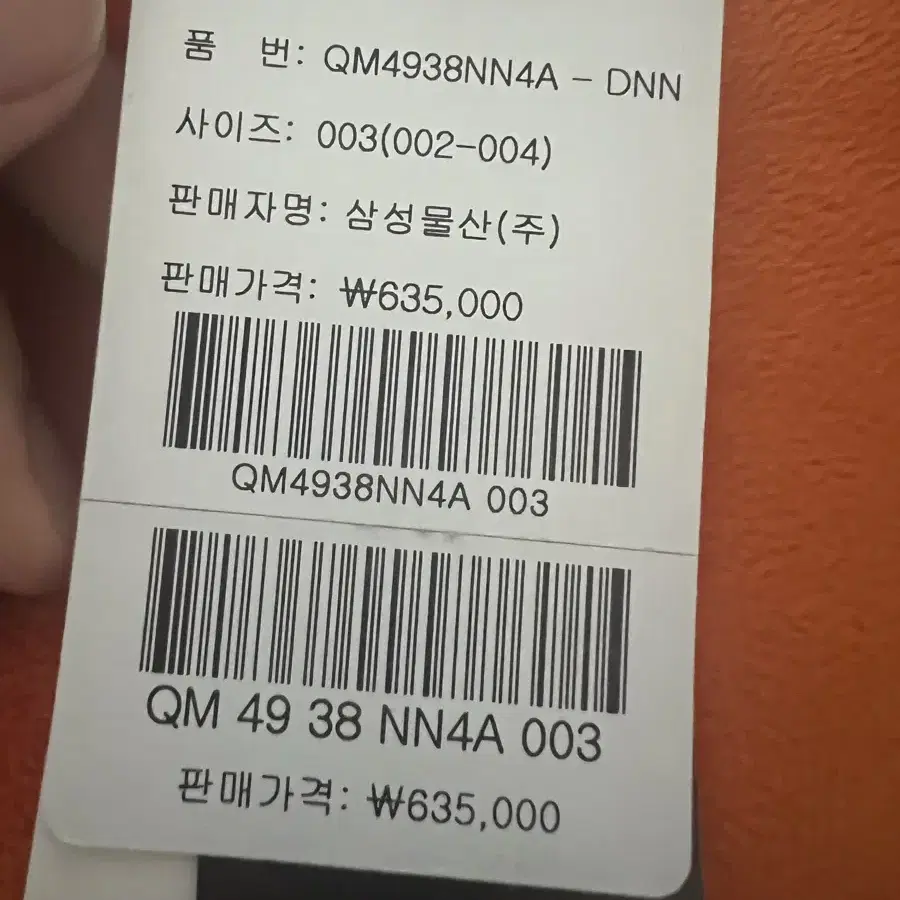 품 번: QM4938NN4A - DNN
사이즈: 003(002-004)
판매자명: 삼성물산(주)
판매가격: ₩635,000
QM4938NN4A 003
QM 49 38 NN4A 003
판매가격: ₩635,000